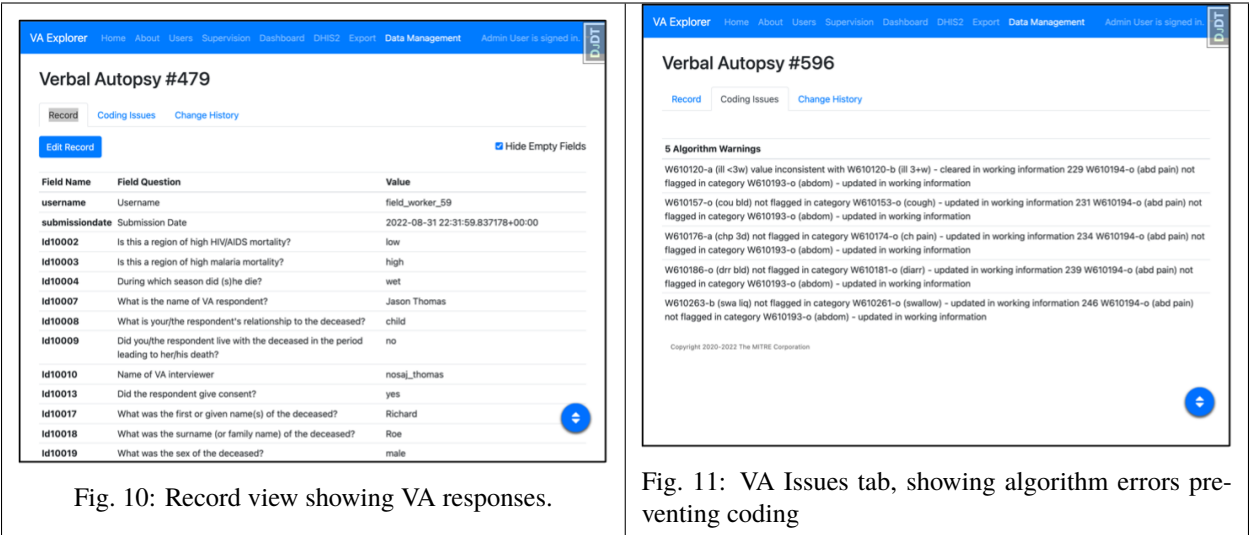 VA Explorer Home About Users Supervision Dashboard DHIS2 Export Data Management Admin User is signed in.
DJDT
Verbal Autopsy #479
Record Coding Issues Change History
Edit Record Hide Empty Fields
Field Name Field Question Value
username Username field_worker_59
submissiondate Submission Date 2022-08-31 22:31:59.837178+00:00
Id10002 Is this a region of high HIV/AIDS mortality? low
Id10003 Is this a region of high malaria mortality? high
Id10004 During which season did (s)he die? wet
Id10007 What is the name of VA respondent? Jason Thomas
Id10008 What is your/the respondent's relationship to the deceased? child
Id10009 Did you/the respondent live with the deceased in the period no
leading to her/his death?
Id10010 Name of VA interviewer nosaj_thomas
Id10013 Did the respondent give consent? yes
Id10017 What was the first or given name(s) of the deceased? Richard
Id10018 What was the surname (or family name) of the deceased? Roe
Id10019 What was the sex of the deceased? male
Fig. 10: Record view showing VA responses.
VA Explorer Home About Users Supervision Dashboard DHIS2 Export Data Management Admin User is signed in.
DJDT
Verbal Autopsy #596
Record Coding Issues Change History
5 Algorithm Warnings
W610120-a (ill <3w) value inconsistent with W610120-b (ill 3+w) - cleared in working information 229 W610194-o (abd pain) not
flagged in category W610193-o (abdom) - updated in working information
W610157-o (cou bld) not flagged in category W610153-o (cough) - updated in working information 231 W610194-o (abd pain) not
flagged in category W610193-o (abdom) - updated in working information
W610176-a (chp 3d) not flagged in category W610174-o (ch pain) - updated in working information 234 W610194-o (abd pain) not
flagged in category W610193-o (abdom) - updated in working information
W610186-o (drr bld) not flagged in category W610181-o (diarr) - updated in working information 239 W610194-o (abd pain) not
flagged in category W610193-o (abdom) - updated in working information
W610263-b (swa liq) not flagged in category W610261-o (swallow) - updated in working information 246 W610194-o (abd pain)
not flagged in category W610193-o (abdom) - updated in working information
Copyright 2020-2022 The MITRE Corporation
Fig. 11: VA Issues tab, showing algorithm errors pre-
venting coding